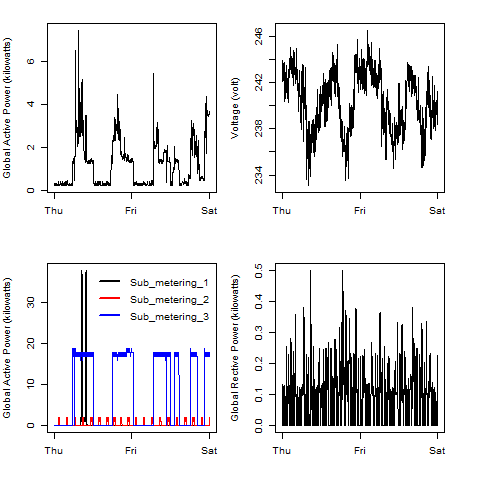 Global Active Power (kilowatts)
6
4
2
0
Thu
Fri
Sat
Voltage (volt)
246
242
238
234
Thu
Fri
Sat
Global Active Power (kilowatts)
30
20
10
0
Sub_metering_1
Sub_metering_2
Sub_metering_3
Thu
Fri
Sat
Global Rective Power (kilowatts)
0.5
0.4
0.3
0.2
0.1
0.0
Thu
Fri
Sat